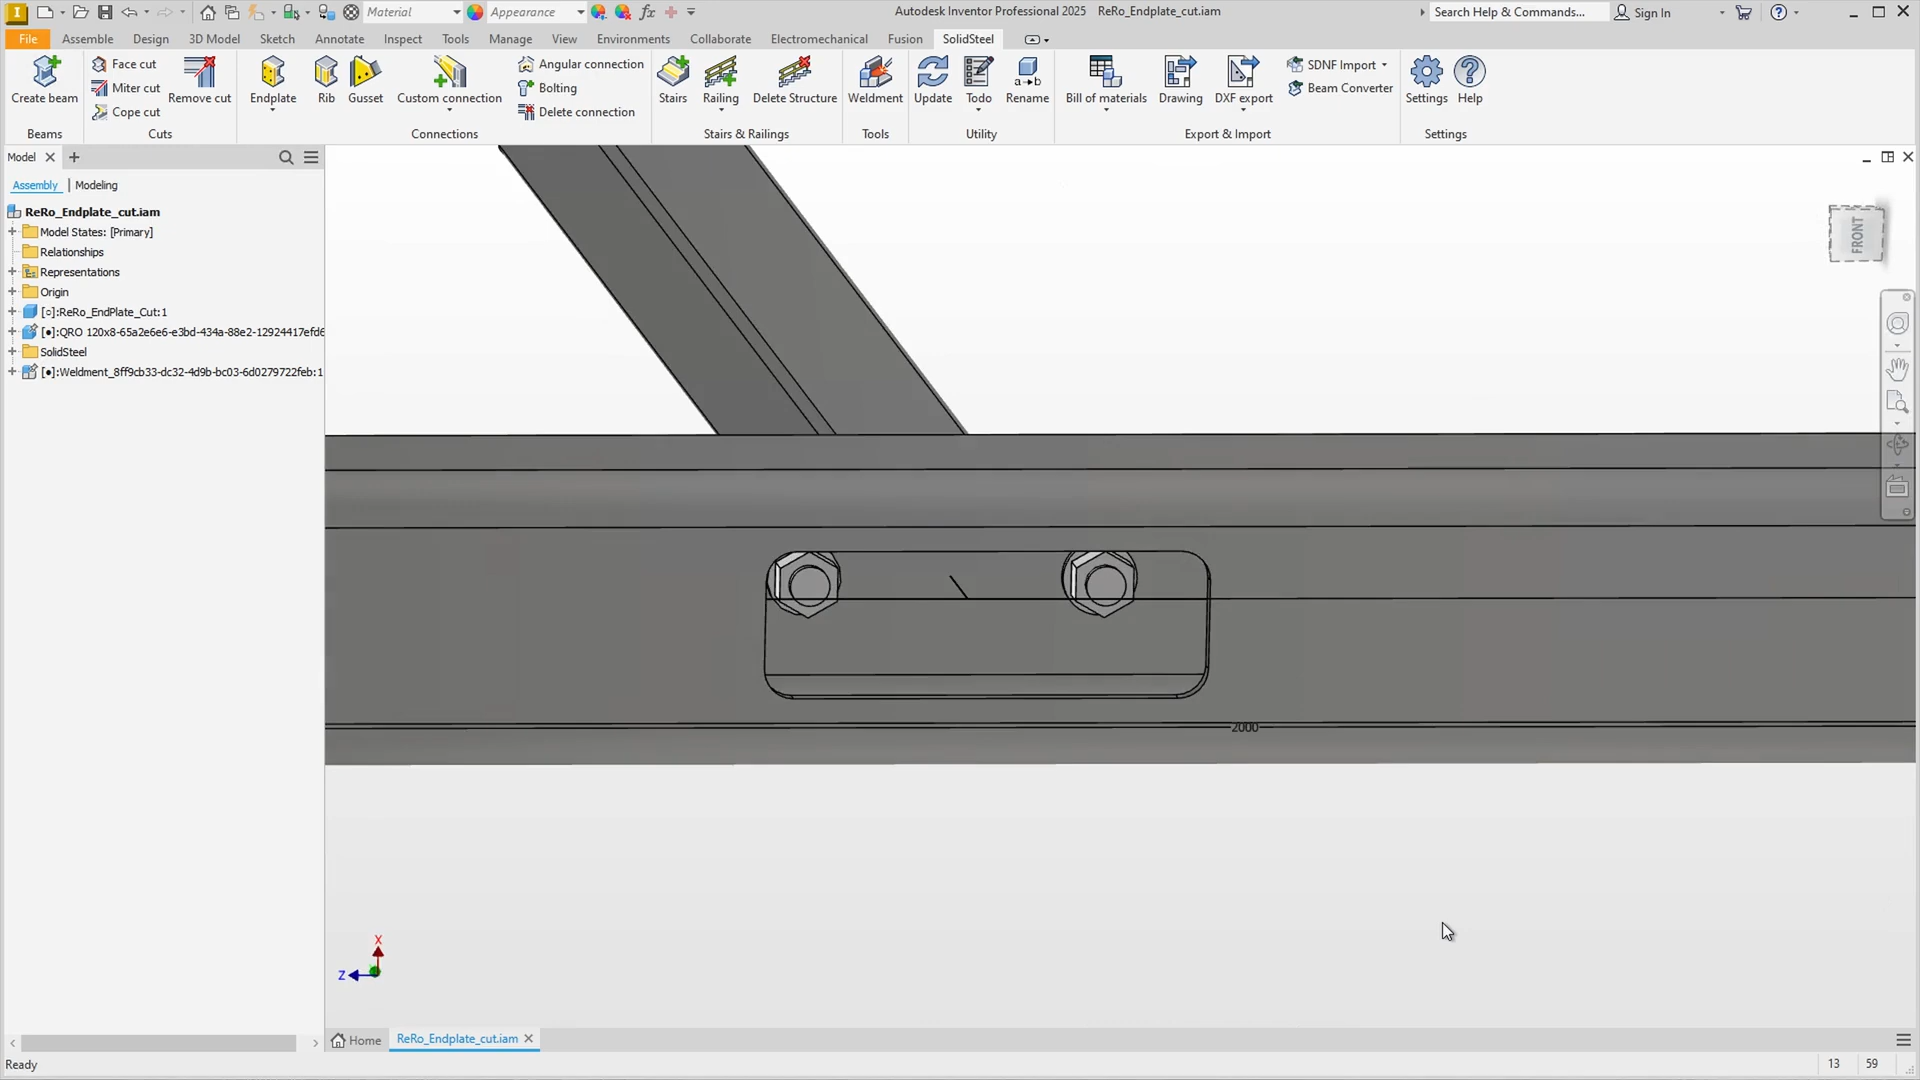 Material
Appearance
fx
Autodesk Inventor Professional 2025 ReRo_Endplate_cut.iam
Search Help & Commands...
Sign In
File
Assemble
Design
3D Model
Sketch
Annotate
Inspect
Tools
Manage
View
Environments
Collaborate
Electromechanical
Fusion
SolidSteel
Create beam
Face cut
Miter cut
Cope cut
Remove cut
Endplate
Rib
Gusset
Custom connection
Angular connection
Bolting
Delete connection
Stairs
Railing
Delete Structure
Weldment
Update
Todo
Rename
Bill of materials
Drawing
DXF export
SDNF Import
Beam Converter
Settings
Help
Beams
Cuts
Connections
Stairs & Railings
Tools
Utility
Export & Import
Settings
Model
Assembly
Modeling
ReRo_Endplate_cut.iam
Model States: [Primary]
Relationships
Representations
Origin
[○]:ReRo_EndPlate_Cut:1
[●]:QRO 120x8-65a2e6e6-e3bd-434a-88e2-12924417efd6
SolidSteel
[●]:Weldment_8ff9cb33-dc32-4d9b-bc03-6d0279722feb:1
FRONT
2000
X
Z
Home
ReRo_Endplate_cut.iam
Ready
13
59